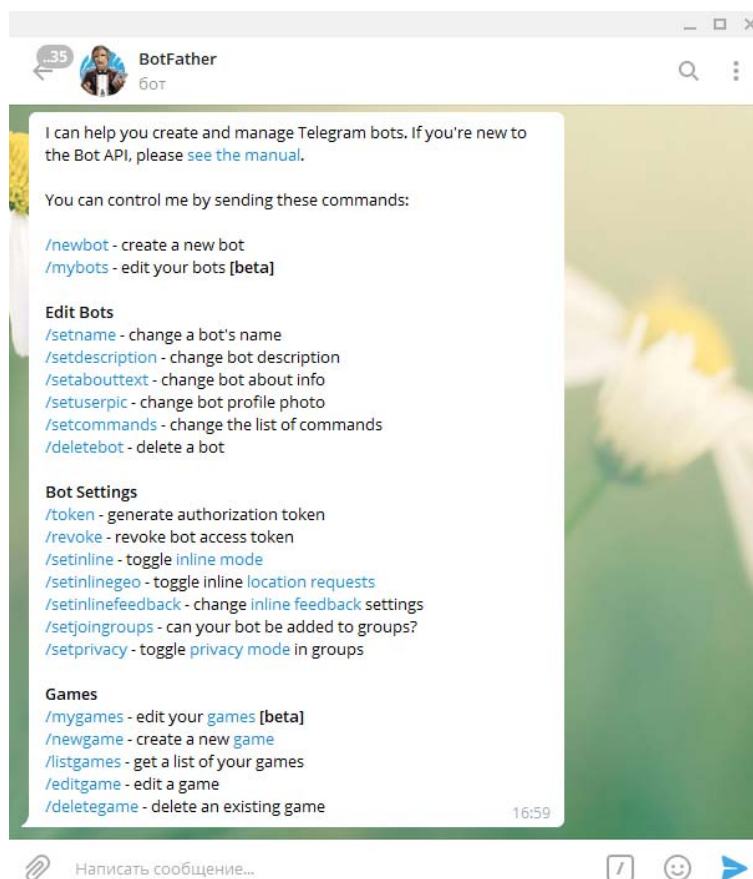 ..35
BotFather
бот
I can help you create and manage Telegram bots. If you're new to
the Bot API, please see the manual.
You can control me by sending these commands:
/newbot - create a new bot
/mybots - edit your bots [beta]
Edit Bots
/setname - change a bot's name
/setdescription - change bot description
/setabouttext - change bot about info
/setuserpic - change bot profile photo
/setcommands - change the list of commands
/deletebot - delete a bot
Bot Settings
/token - generate authorization token
/revoke - revoke bot access token
/setinline - toggle inline mode
/setinlinegeo - toggle inline location requests
/setinlinefeedback - change inline feedback settings
/setjoingroups - can your bot be added to groups?
/setprivacy - toggle privacy mode in groups
Games
/mygames - edit your games [beta]
/newgame - create a new game
/listgames - get a list of your games
/editgame - edit a game
/deletegame - delete an existing game
16:59
Написать сообщение...
/